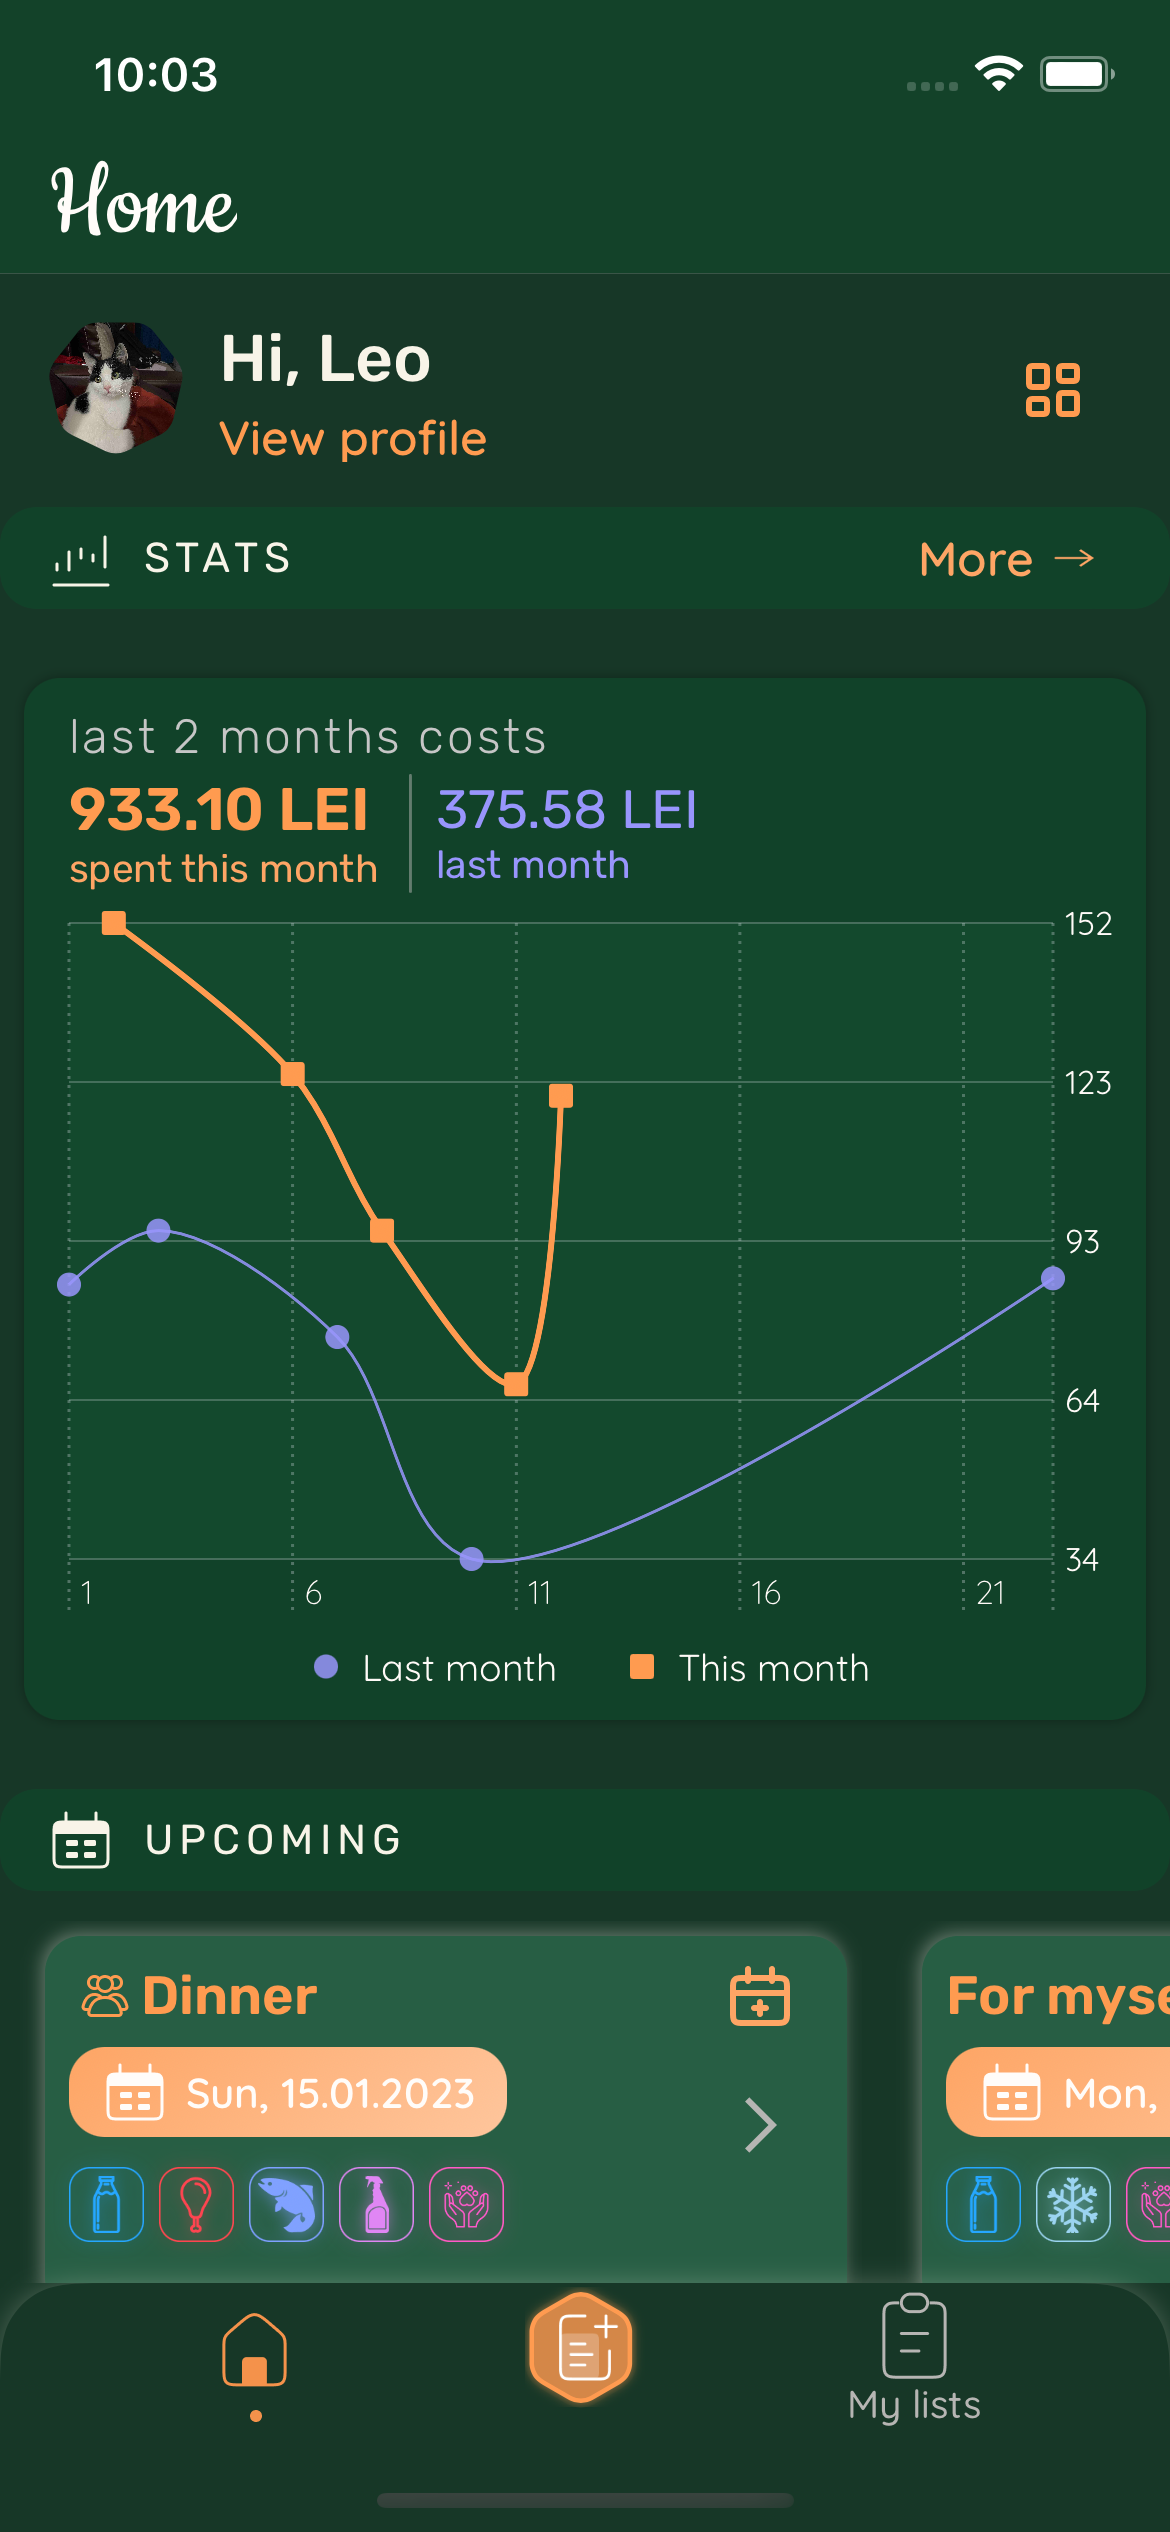 10:03
Home
Hi, Leo
View profile
STATS
More →
last 2 months costs
933.10 LEI
spent this month
375.58 LEI
last month
152
123
93
64
34
1 6 11 16 21
Last month This month
UPCOMING
Dinner
Sun, 15.01.2023
For myse
Mon,
My lists